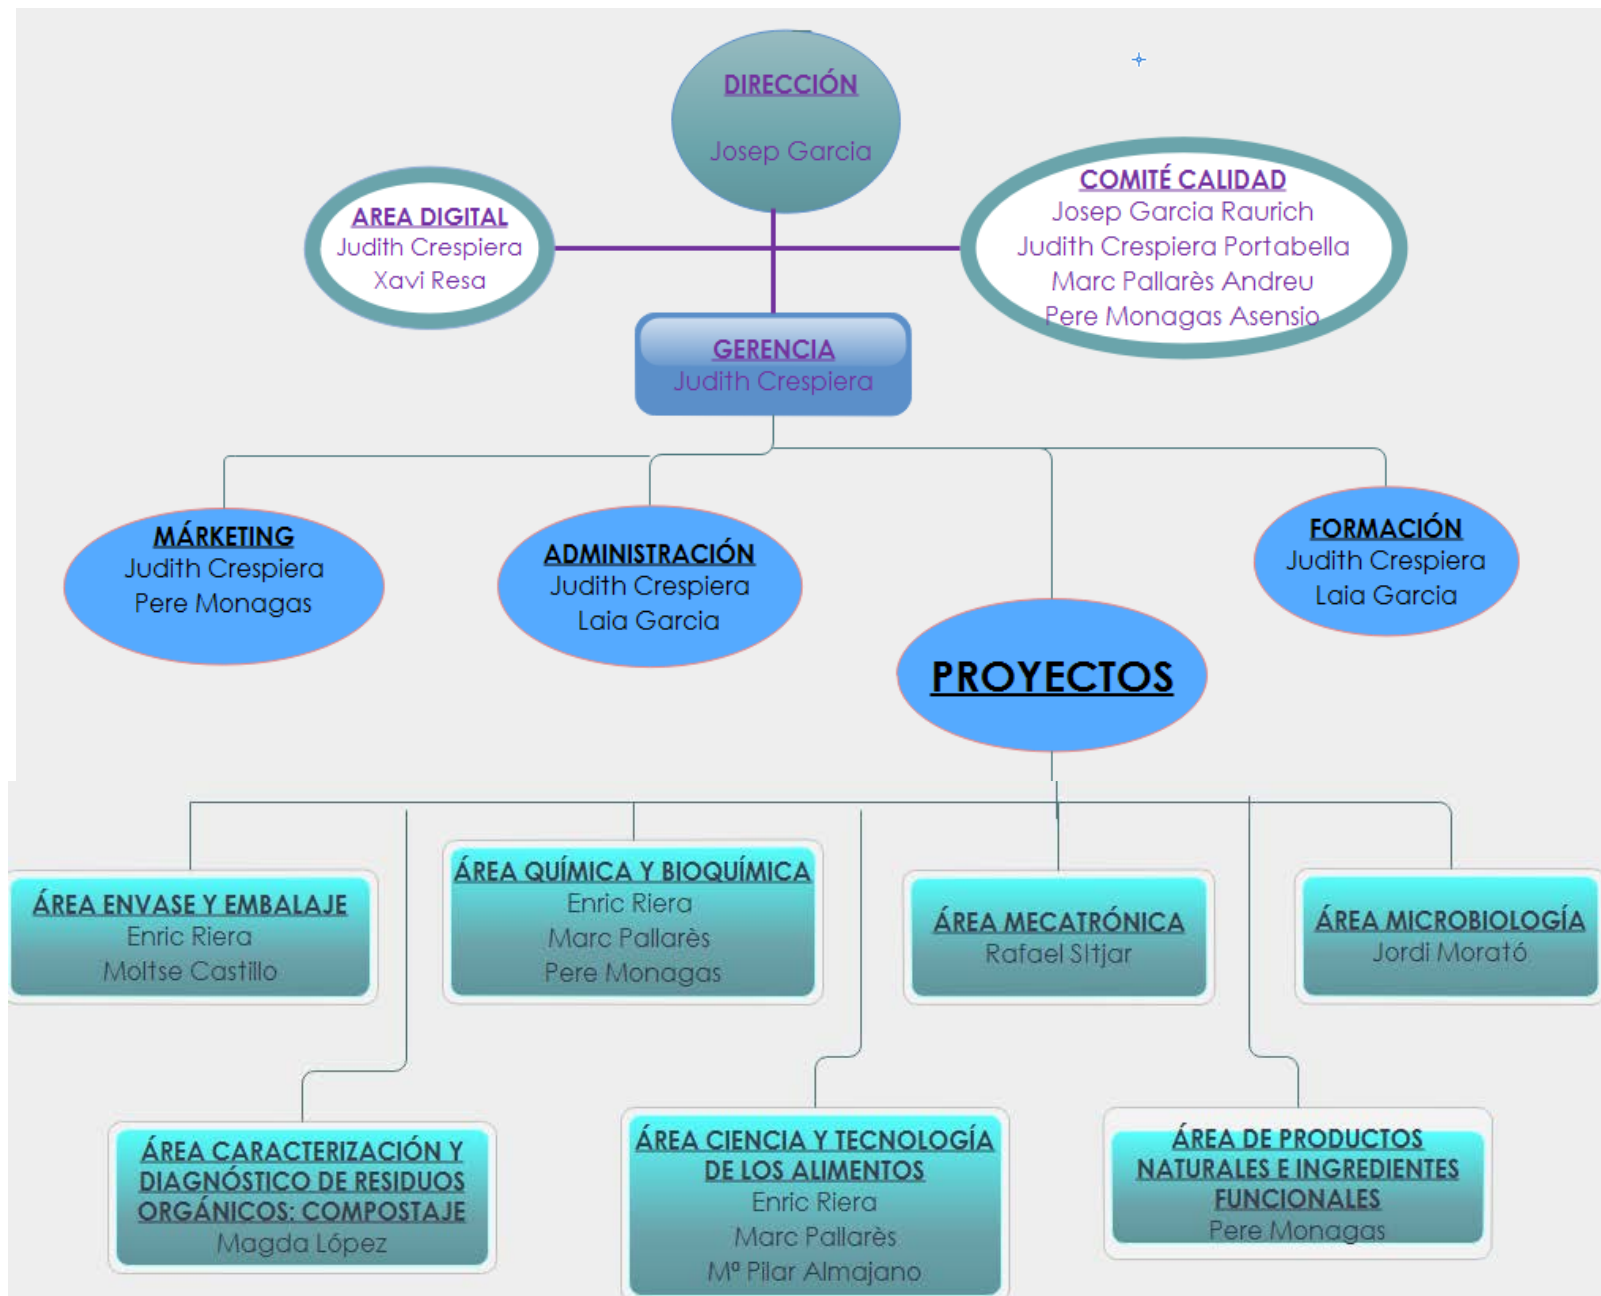 DIRECCIÓN
Josep Garcia
AREA DIGITAL
Judith Crespiera
Xavi Resa
COMITÉ CALIDAD
Josep Garcia Raurich
Judith Crespiera Portabella
Marc Pallarès Andreu
Pere Monagas Asensio
GERENCIA
Judith Crespiera
MÁRKETING
Judith Crespiera
Pere Monagas
ADMINISTRACIÓN
Judith Crespiera
Laia Garcia
PROYECTOS
FORMACIÓN
Judith Crespiera
Laia Garcia
ÁREA ENVASE Y EMBALAJE
Enric Riera
Moltse Castillo
ÁREA QUÍMICA Y BIOQUÍMICA
Enric Riera
Marc Pallarès
Pere Monagas
ÁREA MECATRÓNICA
Rafael SItjar
ÁREA MICROBIOLOGÍA
Jordi Morató
ÁREA CARACTERIZACIÓN Y
DIAGNÓSTICO DE RESIDUOS
ORGÁNICOS: COMPOSTAJE
Magda López
ÁREA CIENCIA Y TECNOLOGÍA
DE LOS ALIMENTOS
Enric Riera
Marc Pallarès
Mª Pilar Almajano
ÁREA DE PRODUCTOS
NATURALES E INGREDIENTES
FUNCIONALES
Pere Monagas